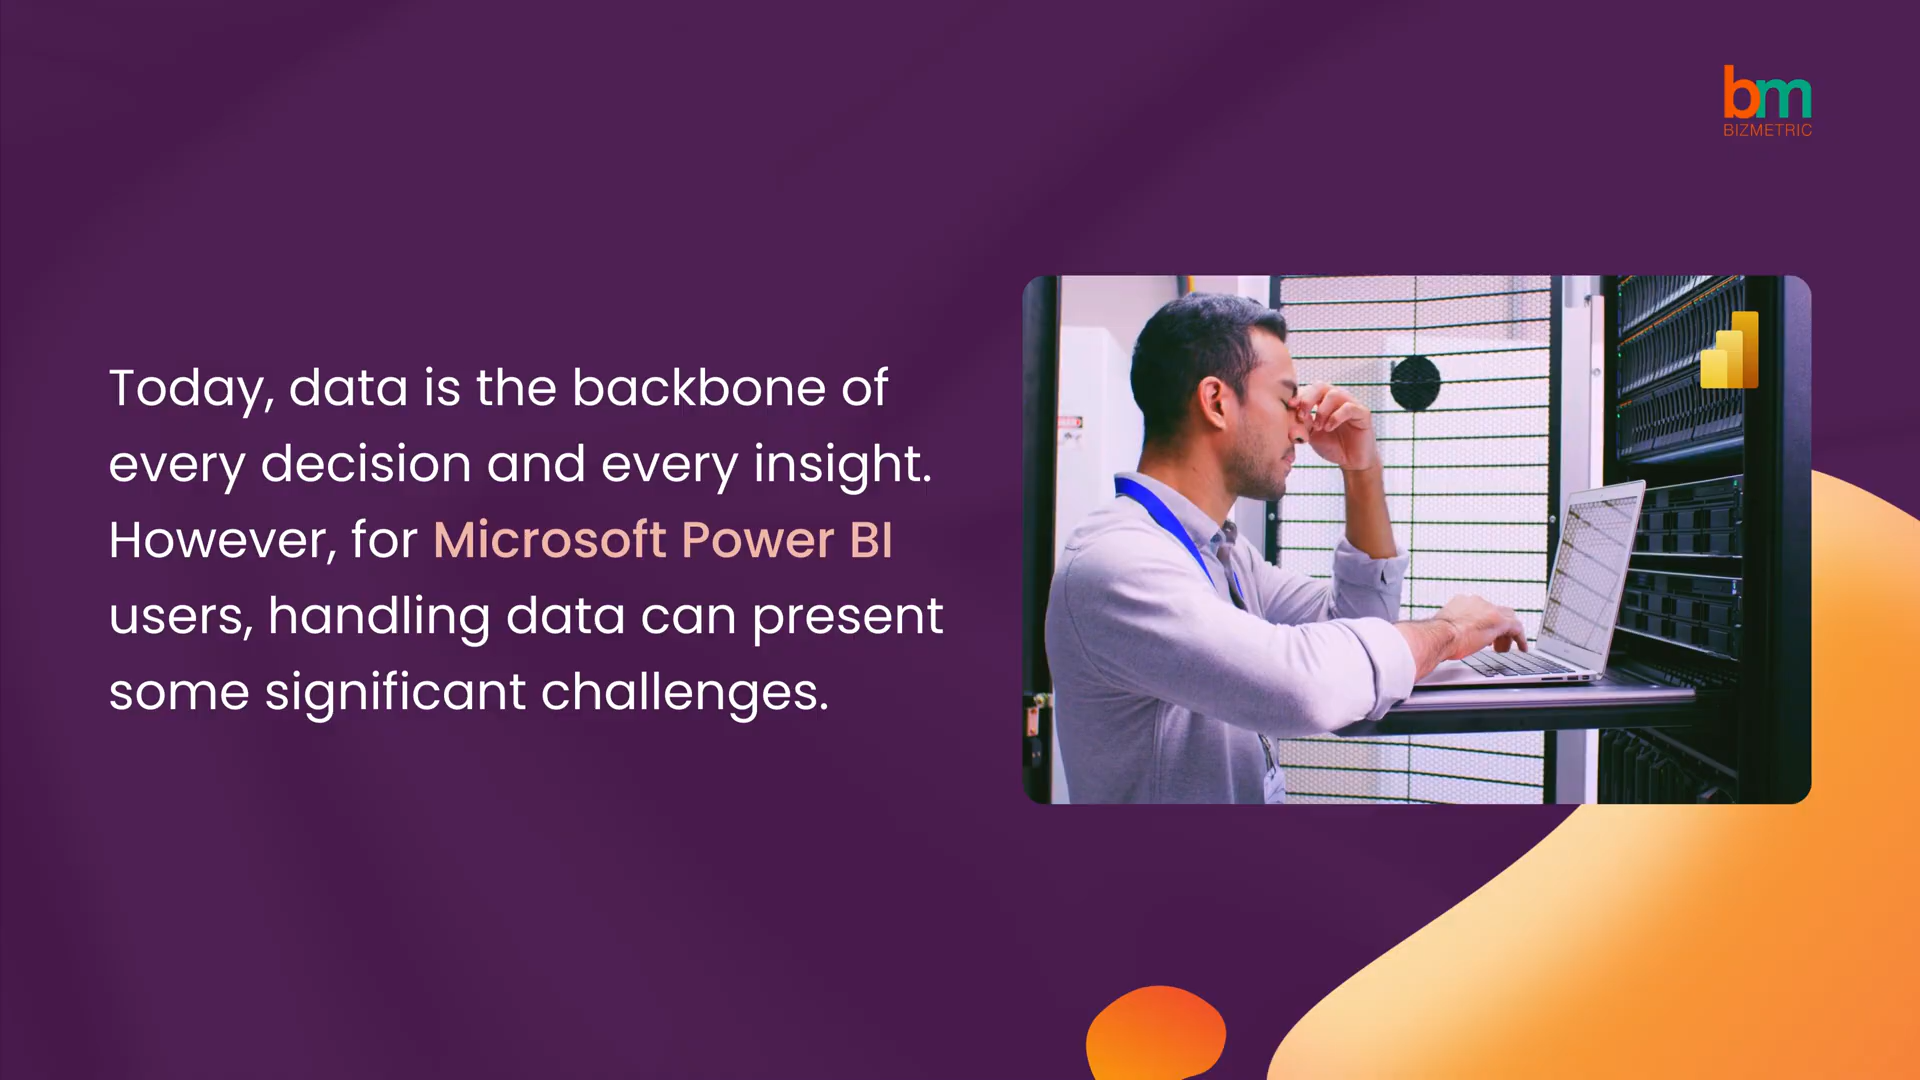 bm
BIZMETRIC
Today, data is the backbone of
every decision and every insight.
However, for Microsoft Power BI
users, handling data can present
some significant challenges.